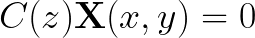 C(z)𝐗(x, y) = 0